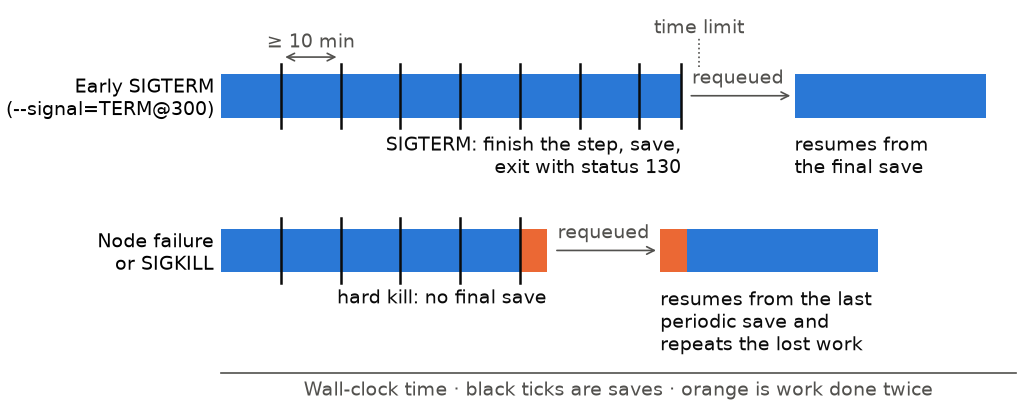 time limit
≥ 10 min
requeued
Early SIGTERM
(--signal=TERM@300)
SIGTERM: finish the step, save,
exit with status 130
resumes from
the final save
requeued
Node failure
or SIGKILL
hard kill: no final save
resumes from the last
periodic save and
repeats the lost work
Wall-clock time · black ticks are saves · orange is work done twice